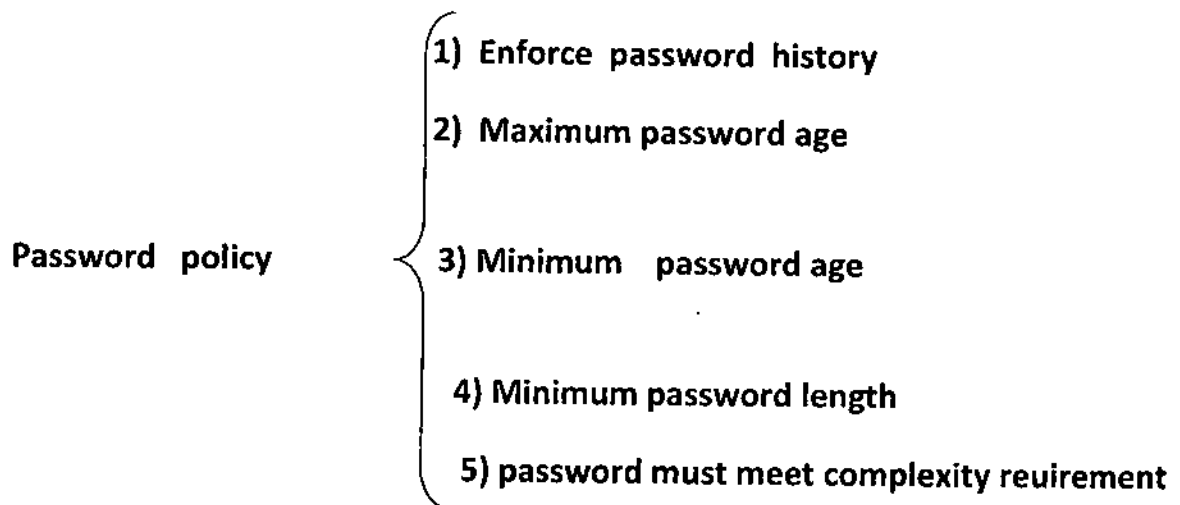 1) Enforce password history
2) Maximum password age
Password policy 3) Minimum password age
4) Minimum password length
5) password must meet complexity reuirement